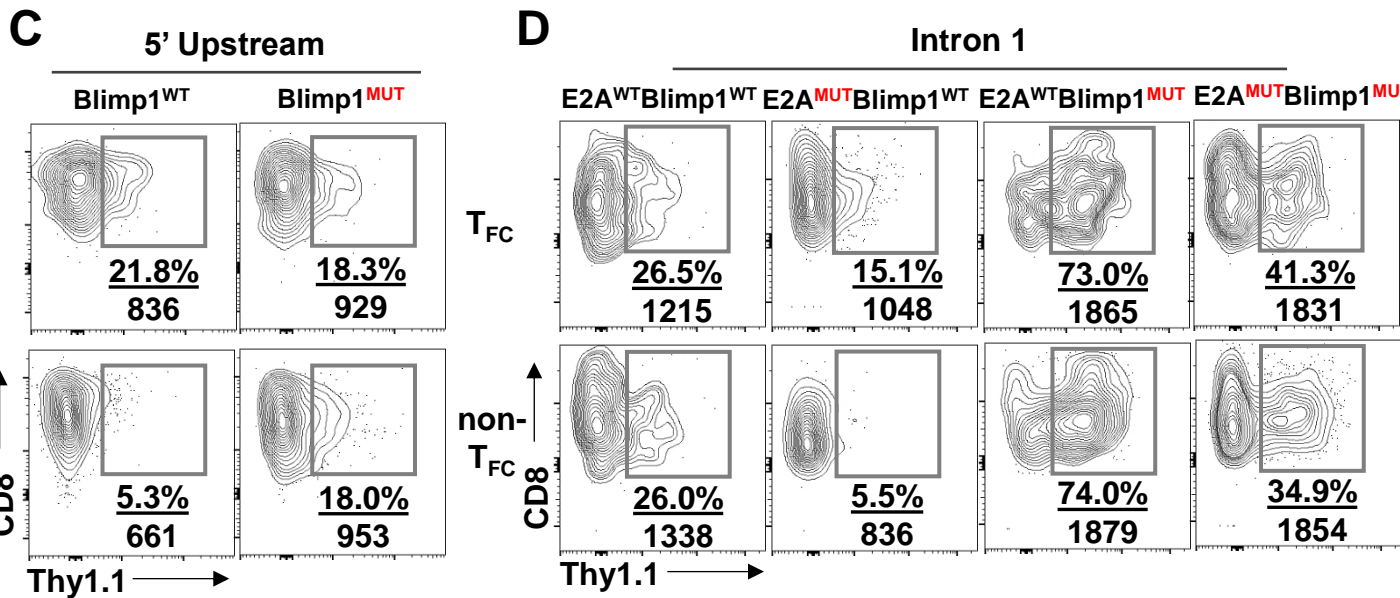 C
5’ Upstream
Blimp1WT Blimp1MUT
21.8% 18.3%
836 929
5.3% 18.0%
661 953
CD8
Thy1.1
D
Intron 1
E2AWTBlimp1WT E2AMUTBlimp1WT E2AWTBlimp1MUT E2AMUTBlimp1MU
TFC
26.5% 15.1% 73.0% 41.3%
1215 1048 1865 1831
non-
TFC
CD8
26.0% 5.5% 74.0% 34.9%
1338 836 1879 1854
Thy1.1